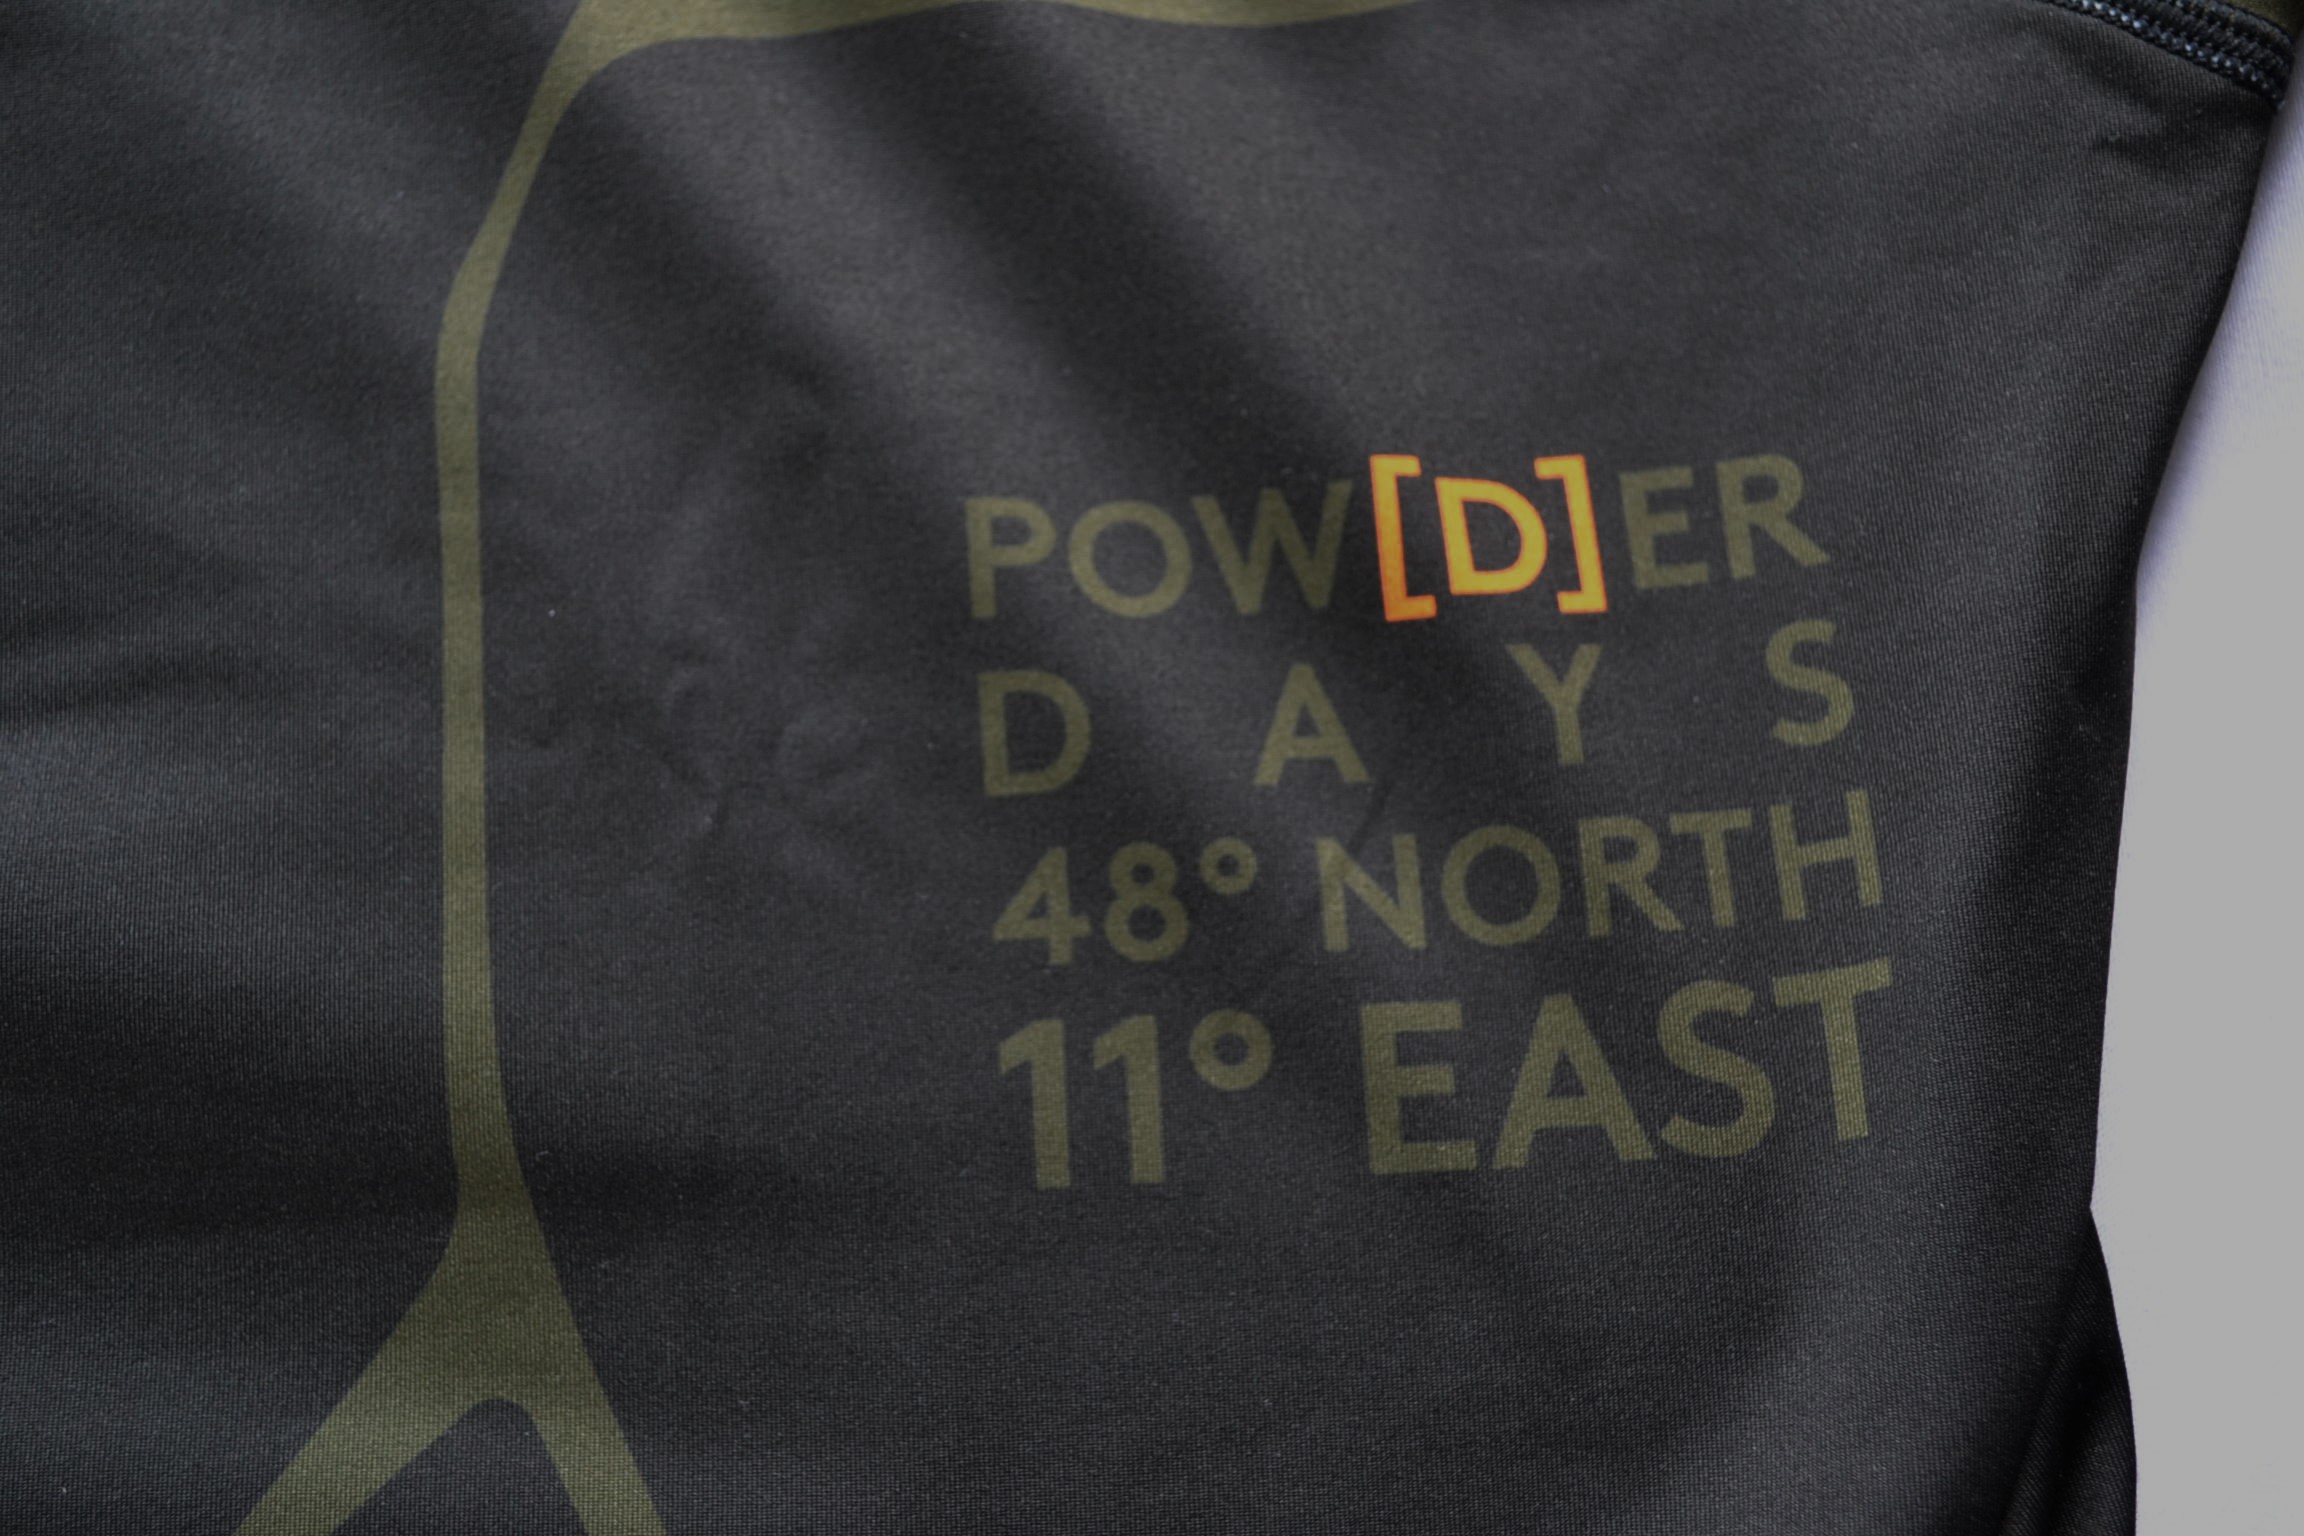 POW[D]ER
DAYS
48° NORTH
11° EAST